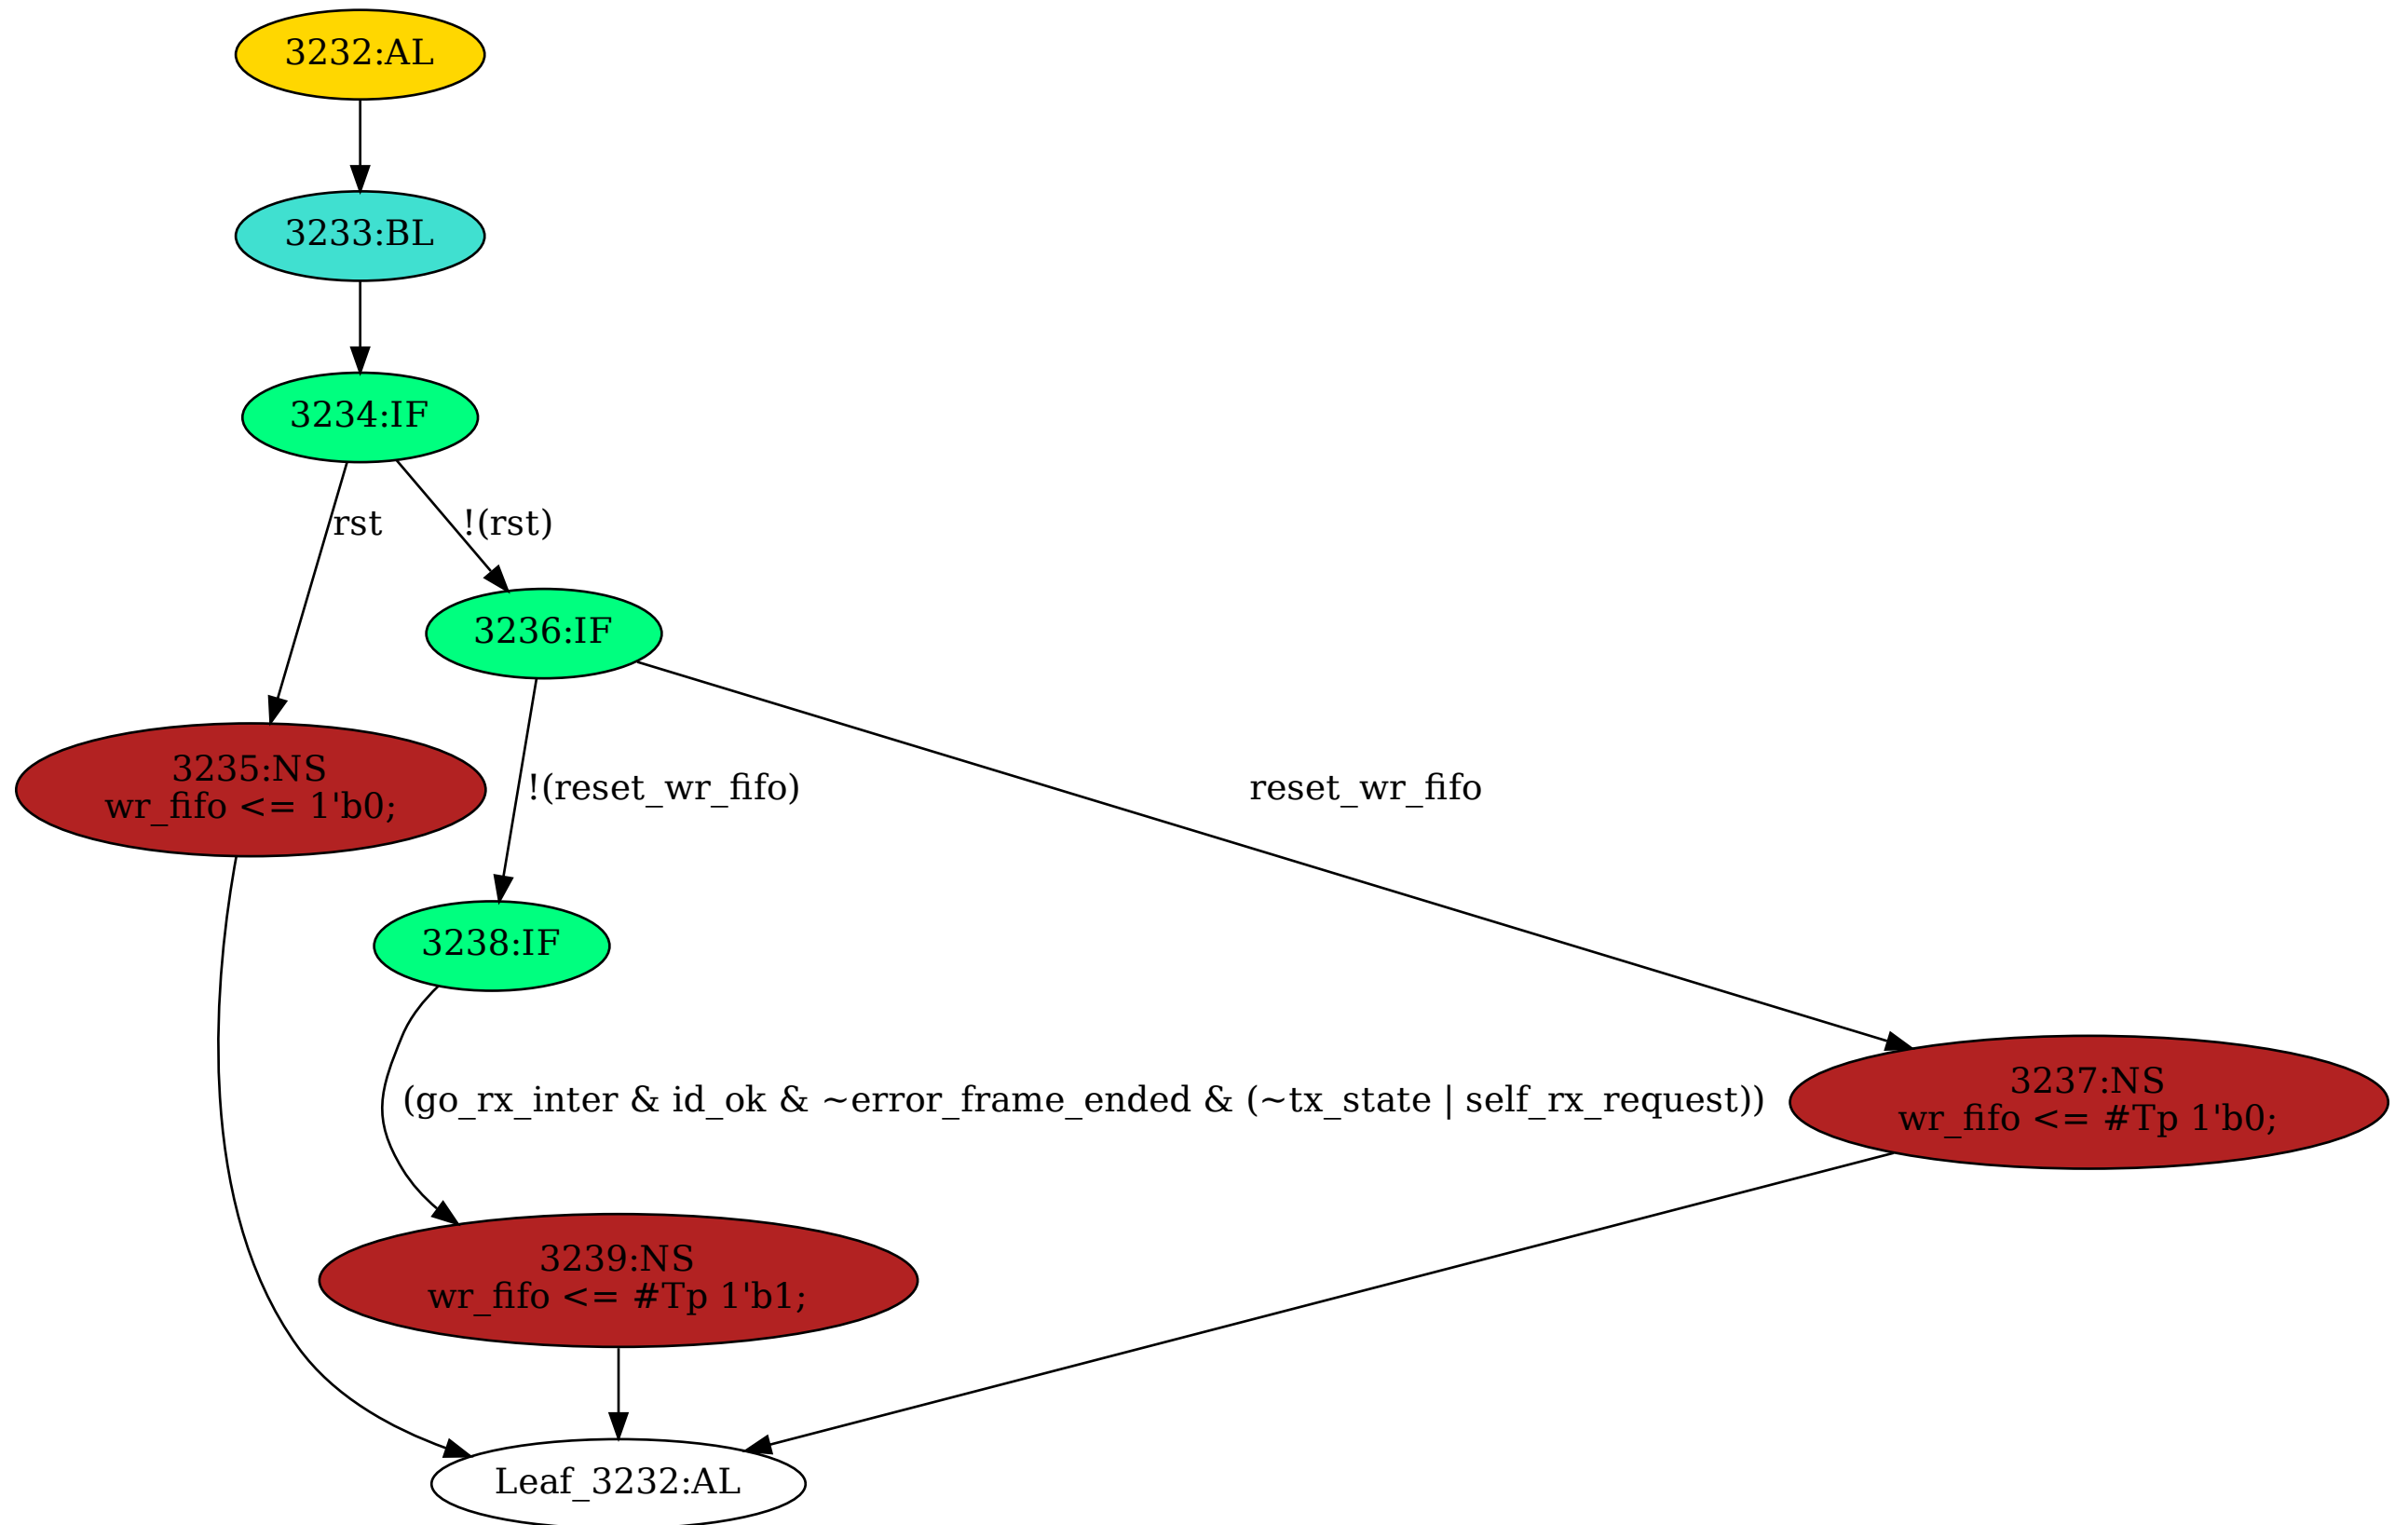 3232:AL
3233:BL
3234:IF
rst
!(rst)
3236:IF
3235:NS
wr_fifo <= 1'b0;
!(reset_wr_fifo)
reset_wr_fifo
3238:IF
(go_rx_inter & id_ok & ~error_frame_ended & (~tx_state | self_rx_request))
3237:NS
wr_fifo <= #Tp 1'b0;
3239:NS
wr_fifo <= #Tp 1'b1;
Leaf_3232:AL